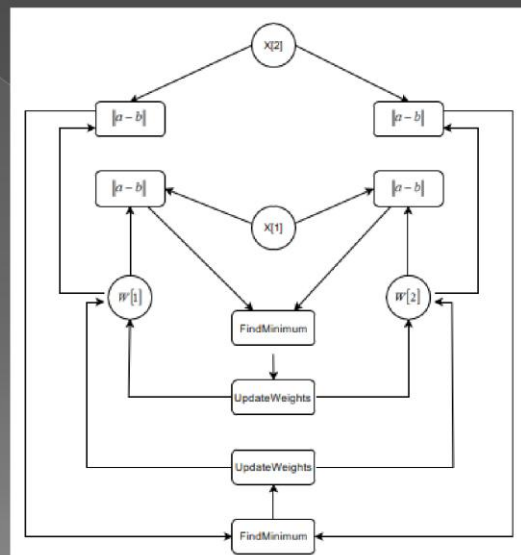 X[2]
‖a − b‖ ‖a − b‖
‖a − b‖ ‖a − b‖
X[1]
W[1] W[2]
FindMinimum
UpdateWeights
UpdateWeights
FindMinimum